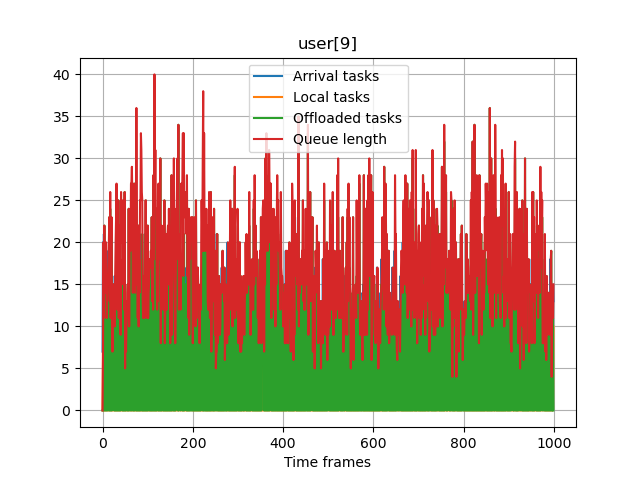 user[9]
Arrival tasks
Local tasks
Offloaded tasks
Queue length
40
35
30
25
20
15
10
5
0
0 200 400 600 800 1000
Time frames